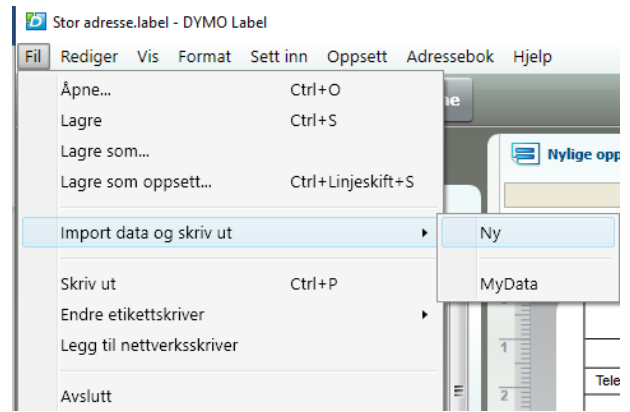 Stor adresse.label - DYMO Label
Fil Rediger Vis Format Sett inn Oppsett Adressebok Hjelp
Åpne... Ctrl+O
Lagre Ctrl+S
Lagre som...
Lagre som oppsett... Ctrl+Linjeskift+S
Nylige opp
Import data og skriv ut
Ny
MyData
Skriv ut Ctrl+P
Endre etikettskriver
Legg til nettverksskriver
Avslutt
1
Tele
2